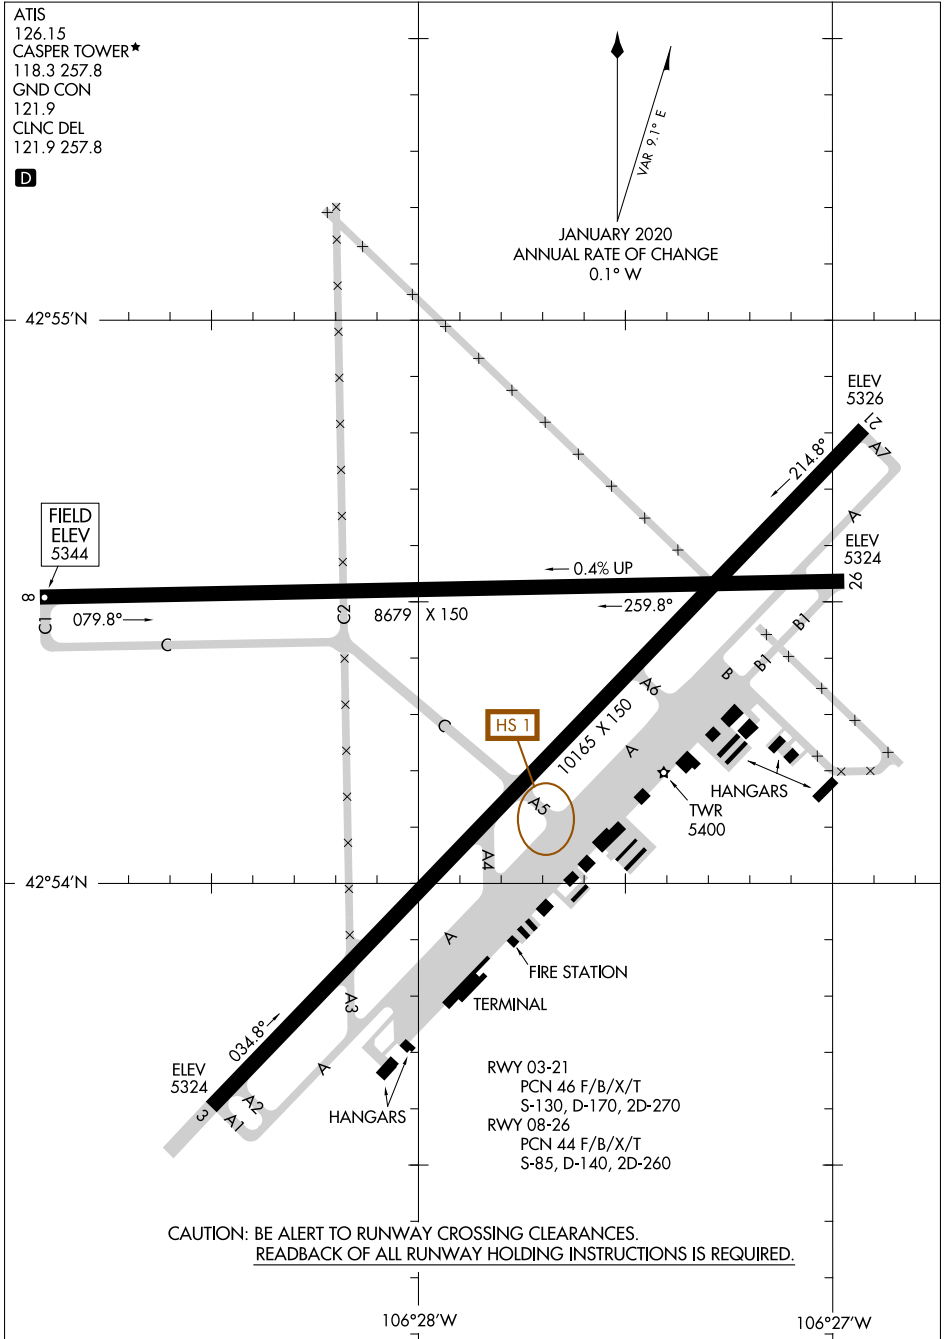 ATIS
126.15
CASPER TOWER★
118.3 257.8
GND CON
121.9
CLNC DEL
121.9 257.8
D
VAR 9.1° E
JANUARY 2020
ANNUAL RATE OF CHANGE
0.1° W
42°55'N
ELEV
5326
21
A7
214.8°
A
FIELD
ELEV
5344
ELEV
5324
26
0.4% UP
8
079.8°
8679 X 150
259.8°
C1
C2
C
B1
B1
B
A6
C
HS 1
10165 X 150
A
A5
HANGARS
TWR
5400
A4
42°54'N
A
FIRE STATION
TERMINAL
A3
034.8°
A
ELEV
5324
3
A2
A1
HANGARS
RWY 03-21
PCN 46 F/B/X/T
S-130, D-170, 2D-270
RWY 08-26
PCN 44 F/B/X/T
S-85, D-140, 2D-260
CAUTION: BE ALERT TO RUNWAY CROSSING CLEARANCES.
READBACK OF ALL RUNWAY HOLDING INSTRUCTIONS IS REQUIRED.
106°28'W
106°27'W